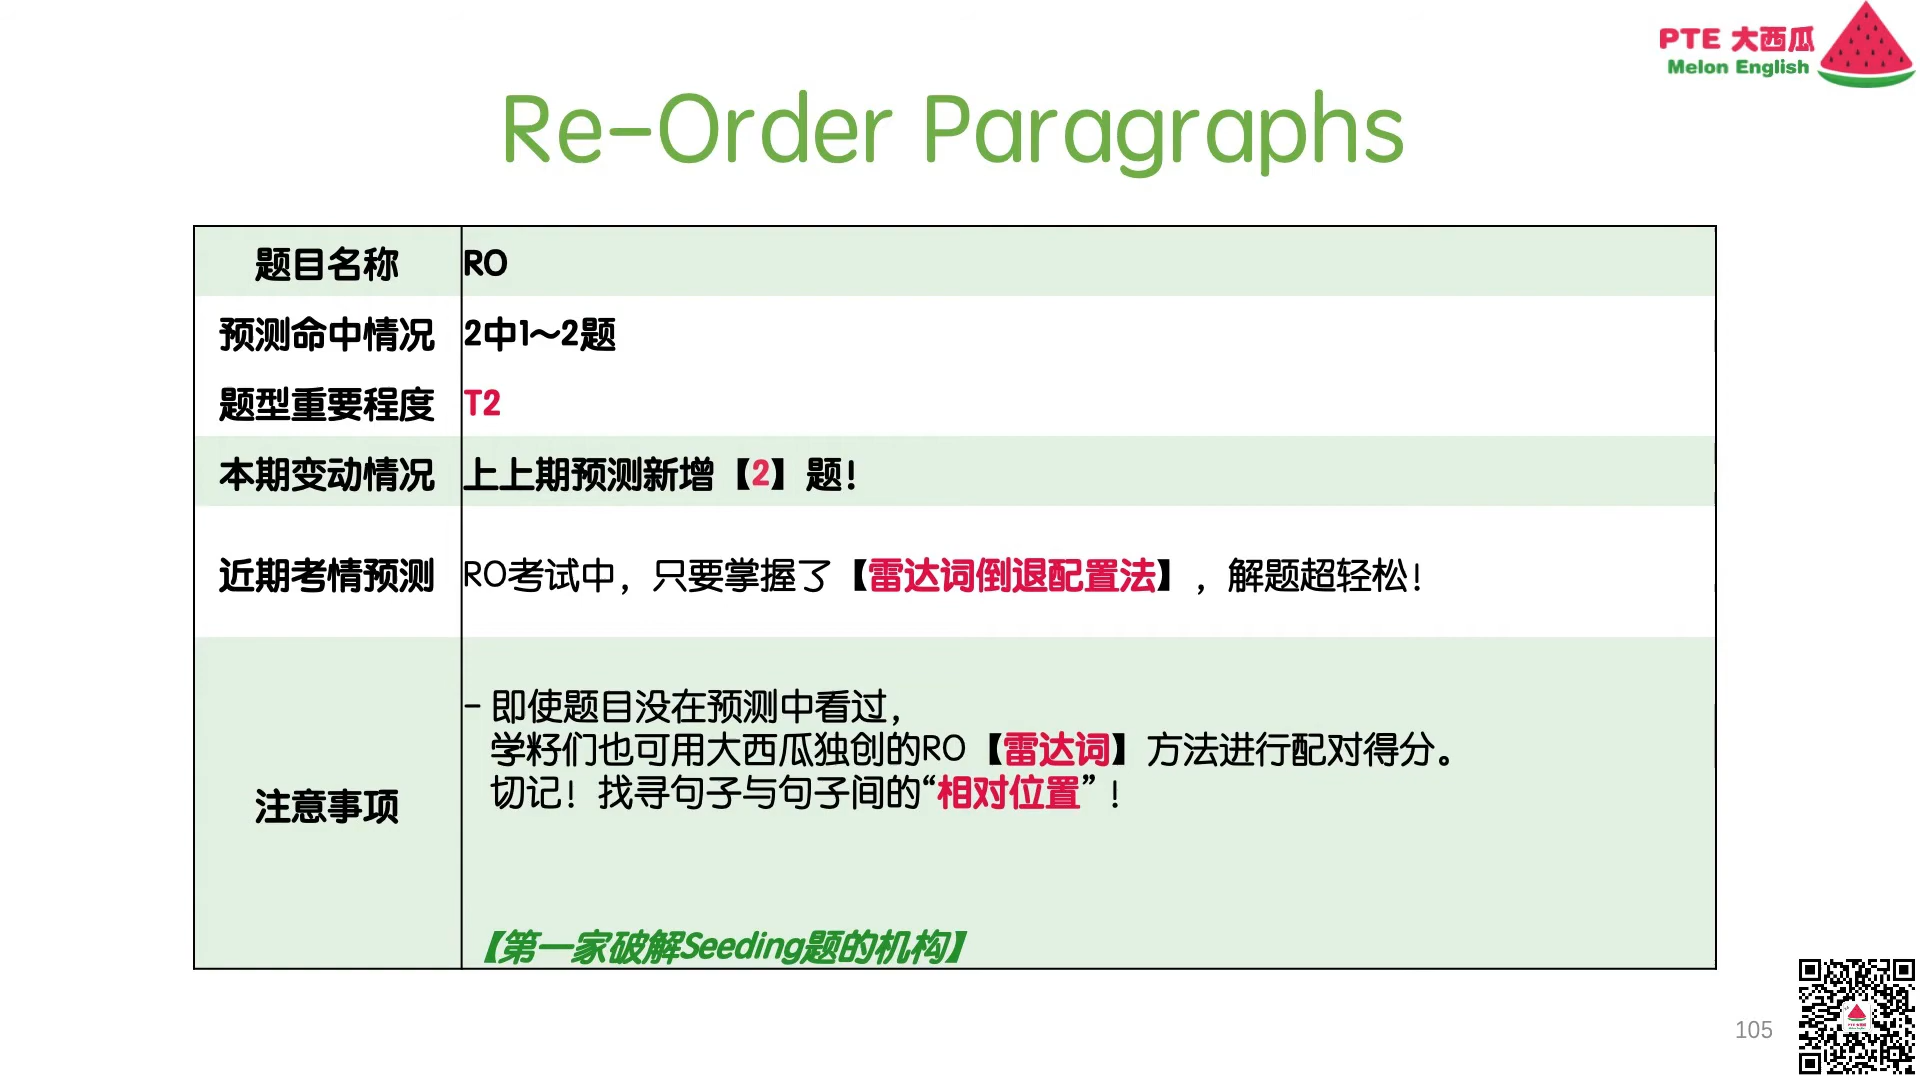 PTE 大西瓜
Melon English
Re-Order Paragraphs
题目名称 RO
预测命中情况 2中1～2题
题型重要程度 T2
本期变动情况 上上期预测新增【2】题！
近期考情预测 RO考试中，只要掌握了【雷达词倒退配置法】，解题超轻松！
- 即使题目没在预测中看过，
学籽们也可用大西瓜独创的RO【雷达词】方法进行配对得分。
切记！找寻句子与句子间的“相对位置”！
注意事项
【第一家破解Seeding题的机构】
105